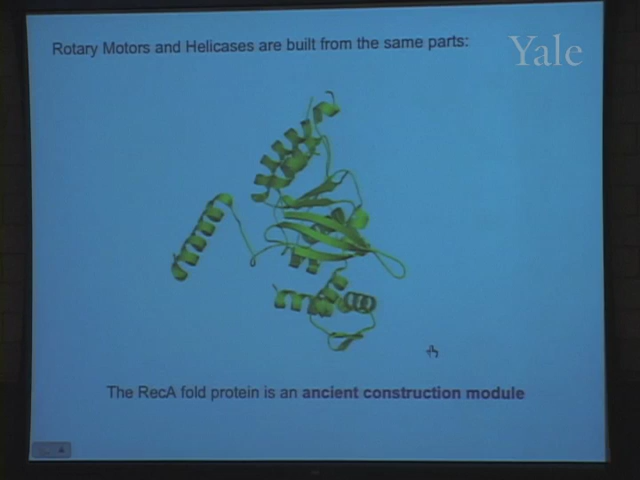 Rotary Motors and Helicases are built from the same parts:
Yale
The RecA fold protein is an ancient construction module